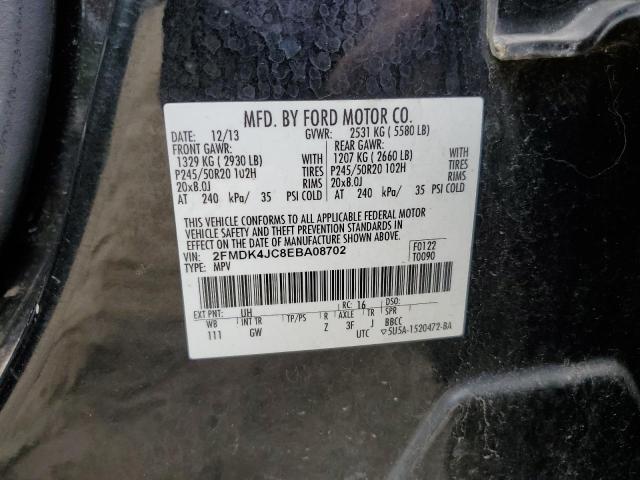 MFD. BY FORD MOTOR CO.
DATE: 12/13 GVWR: 2531 KG ( 5580 LB)
FRONT GAWR: REAR GAWR:
1329 KG ( 2930 LB) WITH 1207 KG ( 2660 LB) WITH
P245/50R20 102H TIRES P245/50R20 102H TIRES
20x8.0J RIMS 20x8.0J RIMS
AT 240 kPa/ 35 PSI COLD AT 240 kPa/ 35 PSI COLD
THIS VEHICLE CONFORMS TO ALL APPLICABLE FEDERAL MOTOR
VEHICLE SAFETY AND THEFT PREVENTION STANDARDS IN
EFFECT ON THE DATE OF MANUFACTURE SHOWN ABOVE.
VIN: 2FMDK4JC8EBA08702 F0122
TYPE: MPV T0090
EXT PNT: UH RC: 16 DSO:
WB INT TR TP/PS R AXLE TR SPR
111 GW Z 3F J BBCC
UTC ▽5U5A-1520472-BA